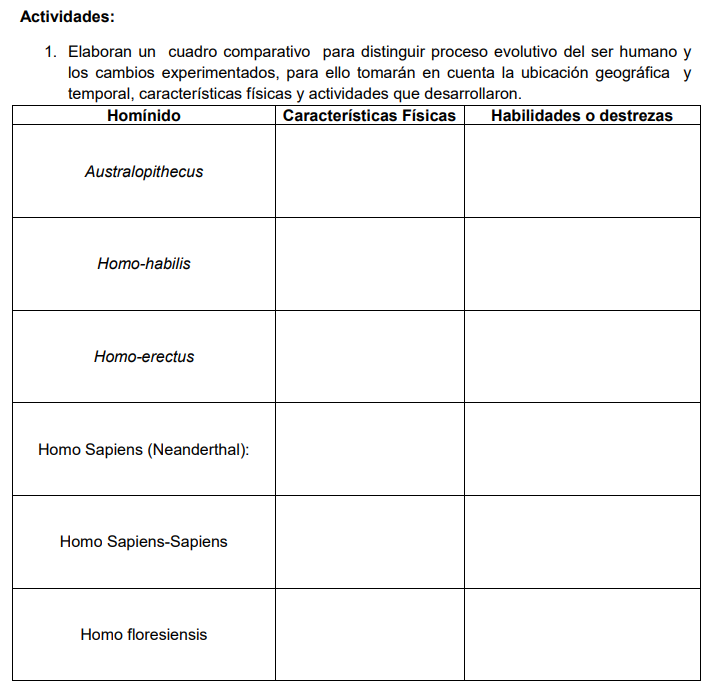 Actividades:
1. Elaboran un cuadro comparativo para distinguir proceso evolutivo del ser humano y
los cambios experimentados, para ello tomarán en cuenta la ubicación geográfica y
temporal, características físicas y actividades que desarrollaron.
Homínido Características Físicas Habilidades o destrezas
Australopithecus
Homo-habilis
Homo-erectus
Homo Sapiens (Neanderthal):
Homo Sapiens-Sapiens
Homo floresiensis